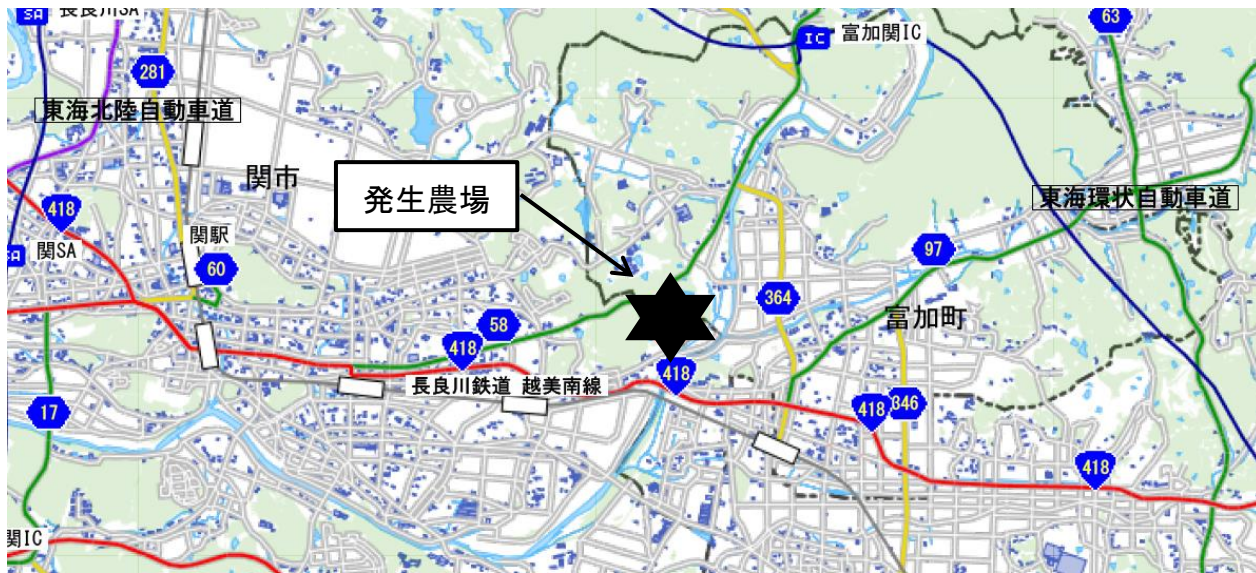 SA
長良川SA
281
東海北陸自動車道
IC
富加関IC
63
関市
発生農場
418
関SA
関駅
60
東海環状自動車道
97
364
富加町
58
418
418
長良川鉄道 越美南線
17
418
346
418
関IC